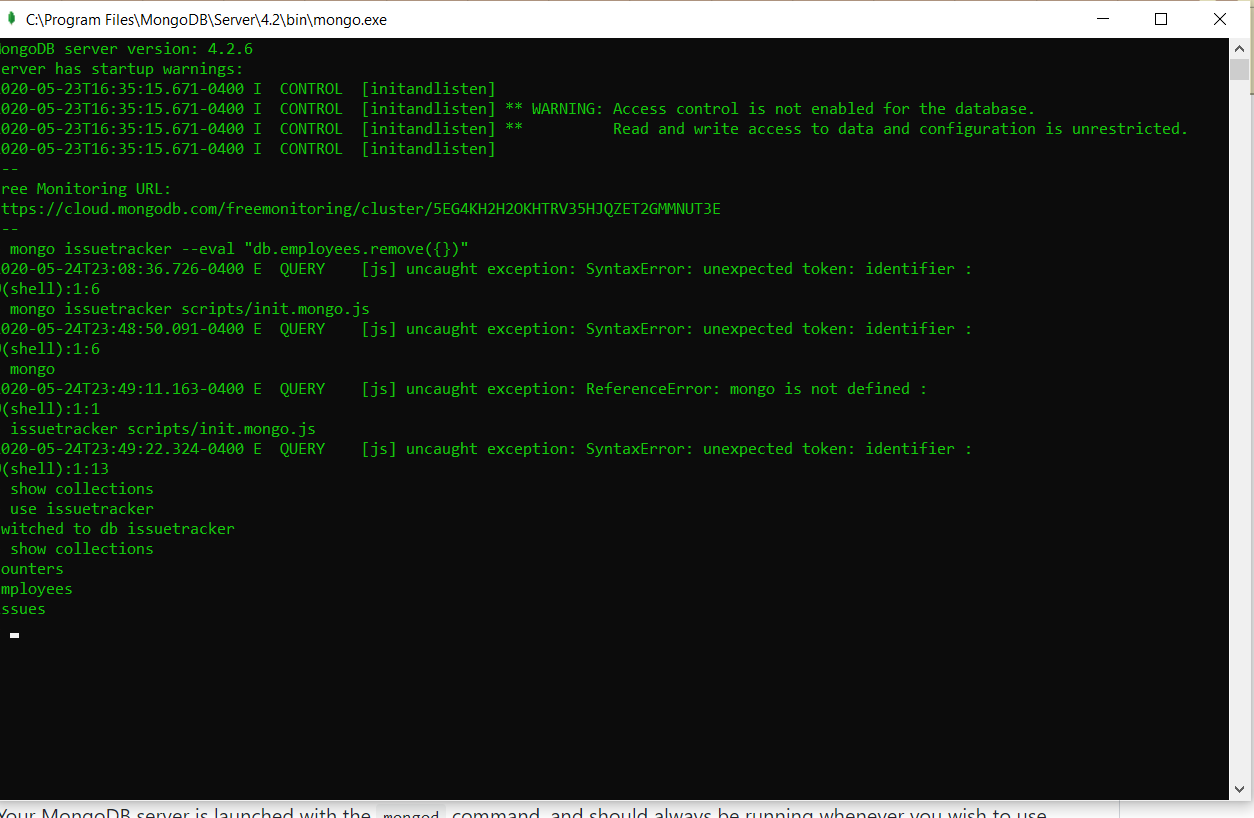 C:\Program Files\MongoDB\Server\4.2\bin\mongo.exe
ongoDB server version: 4.2.6
erver has startup warnings:
020-05-23T16:35:15.671-0400 I  CONTROL  [initandlisten]
020-05-23T16:35:15.671-0400 I  CONTROL  [initandlisten] ** WARNING: Access control is not enabled for the database.
020-05-23T16:35:15.671-0400 I  CONTROL  [initandlisten] **          Read and write access to data and configuration is unrestricted.
020-05-23T16:35:15.671-0400 I  CONTROL  [initandlisten]
--
ree Monitoring URL:
ttps://cloud.mongodb.com/freemonitoring/cluster/5EG4KH2H2OKHTRV35HJQZET2GMMNUT3E
--
mongo issuetracker --eval "db.employees.remove({})"
020-05-24T23:08:36.726-0400 E  QUERY    [js] uncaught exception: SyntaxError: unexpected token: identifier :
(shell):1:6
mongo issuetracker scripts/init.mongo.js
020-05-24T23:48:50.091-0400 E  QUERY    [js] uncaught exception: SyntaxError: unexpected token: identifier :
(shell):1:6
mongo
020-05-24T23:49:11.163-0400 E  QUERY    [js] uncaught exception: ReferenceError: mongo is not defined :
(shell):1:1
issuetracker scripts/init.mongo.js
020-05-24T23:49:22.324-0400 E  QUERY    [js] uncaught exception: SyntaxError: unexpected token: identifier :
(shell):1:13
show collections
use issuetracker
witched to db issuetracker
show collections
ounters
mployees
ssues
Your MongoDB server is launched with the mongod command, and should always be running whenever you wish to use